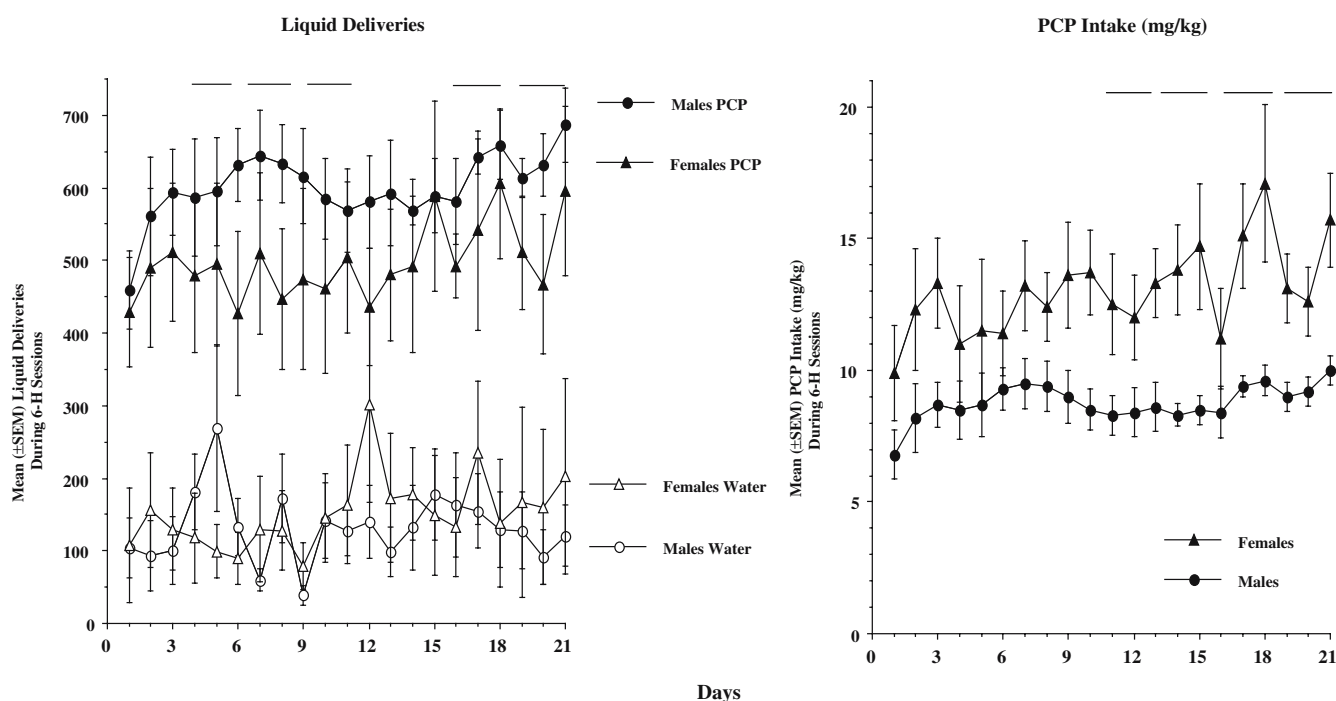 Liquid Deliveries
Mean (±SEM) Liquid Deliveries
During 6-H Sessions
700
600
500
400
300
200
100
0
0
3
6
9
12
15
18
21
Males PCP
Females PCP
Females Water
Males Water
PCP Intake (mg/kg)
Mean (±SEM) PCP Intake (mg/kg)
During 6-H Sessions
20
15
10
5
0
0
3
6
9
12
15
18
21
Females
Males
Days